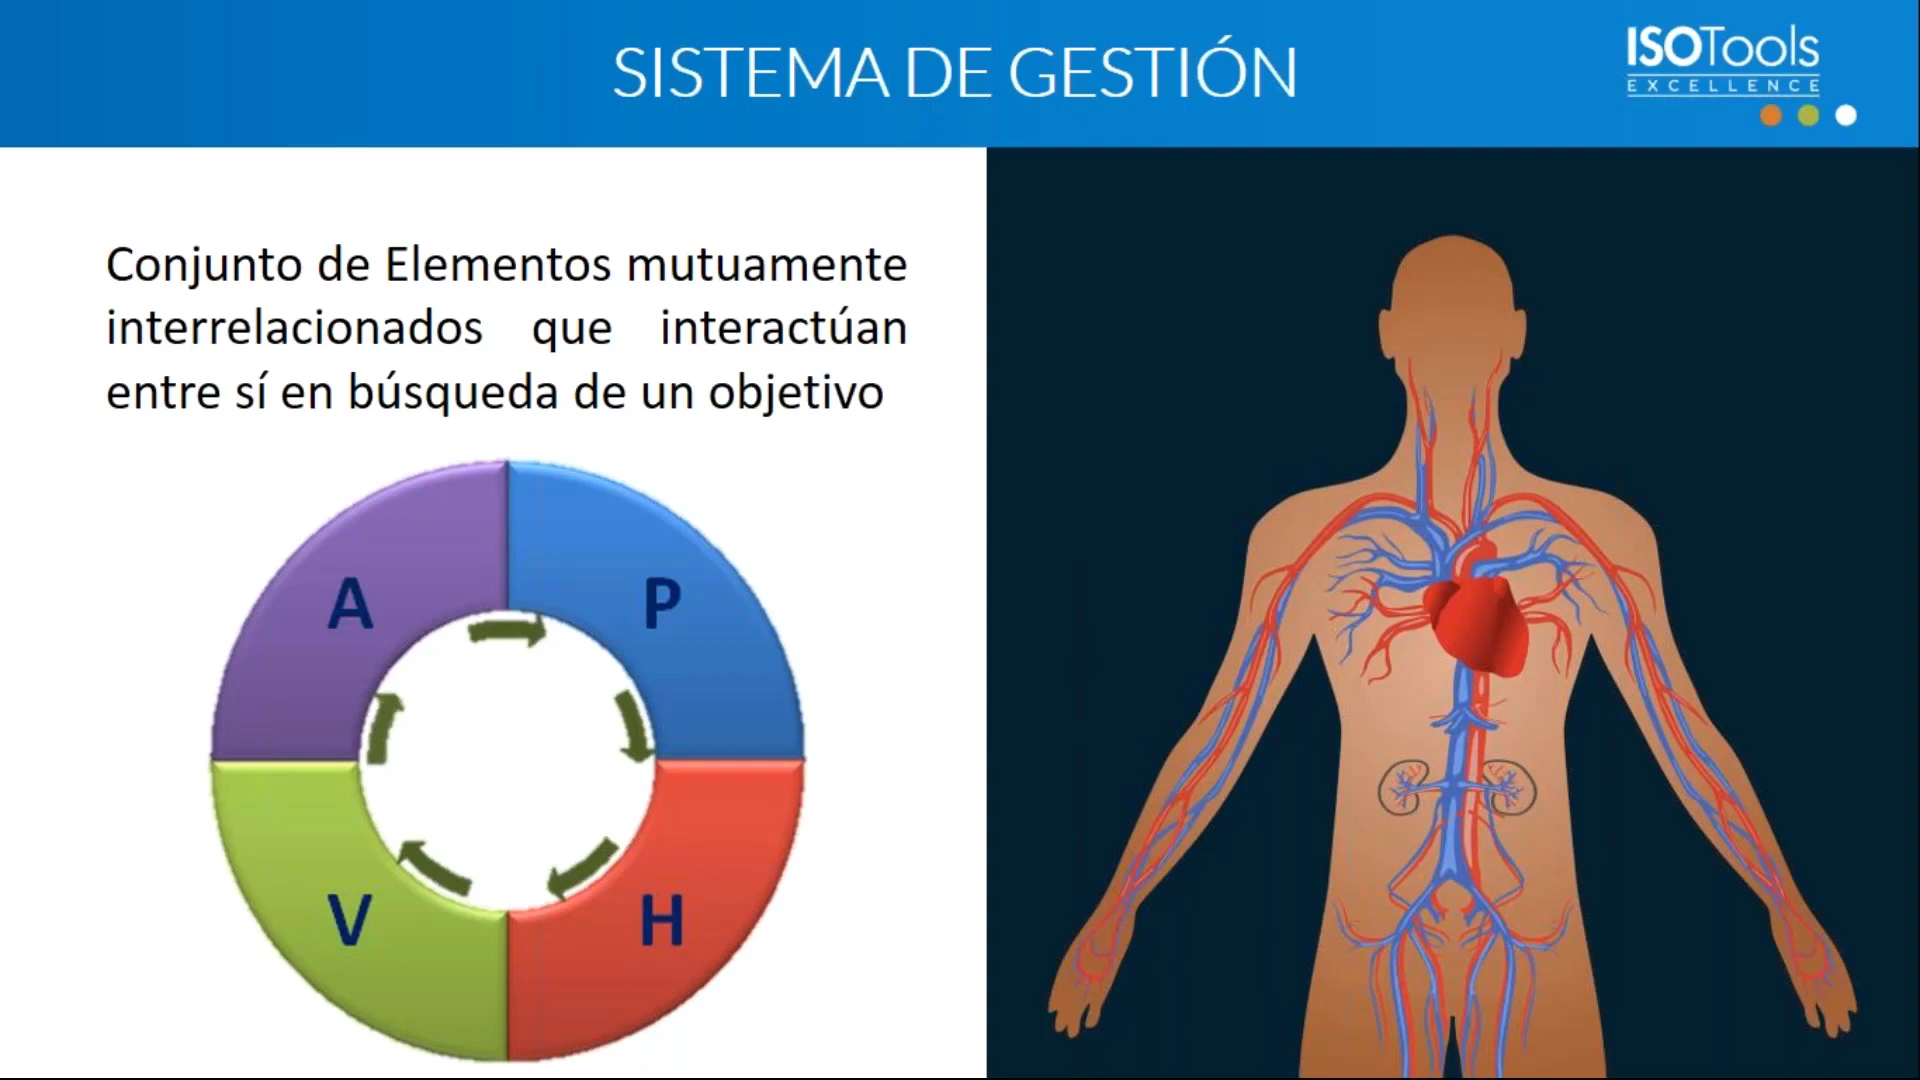 SISTEMA DE GESTIÓN
ISOTools
EXCELLENCE
Conjunto de Elementos mutuamente
interrelacionados que interactúan
entre sí en búsqueda de un objetivo
A
P
V
H